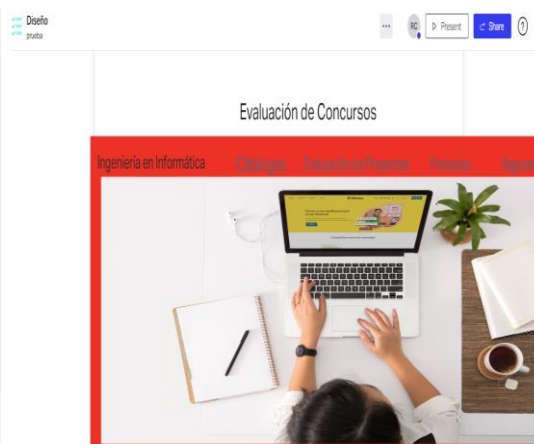 Diseño
prueba
RC
Present
Share
?
Evaluación de Concursos
Ingeniería en Informática Catálogos Evaluación de Proyectos Procesos